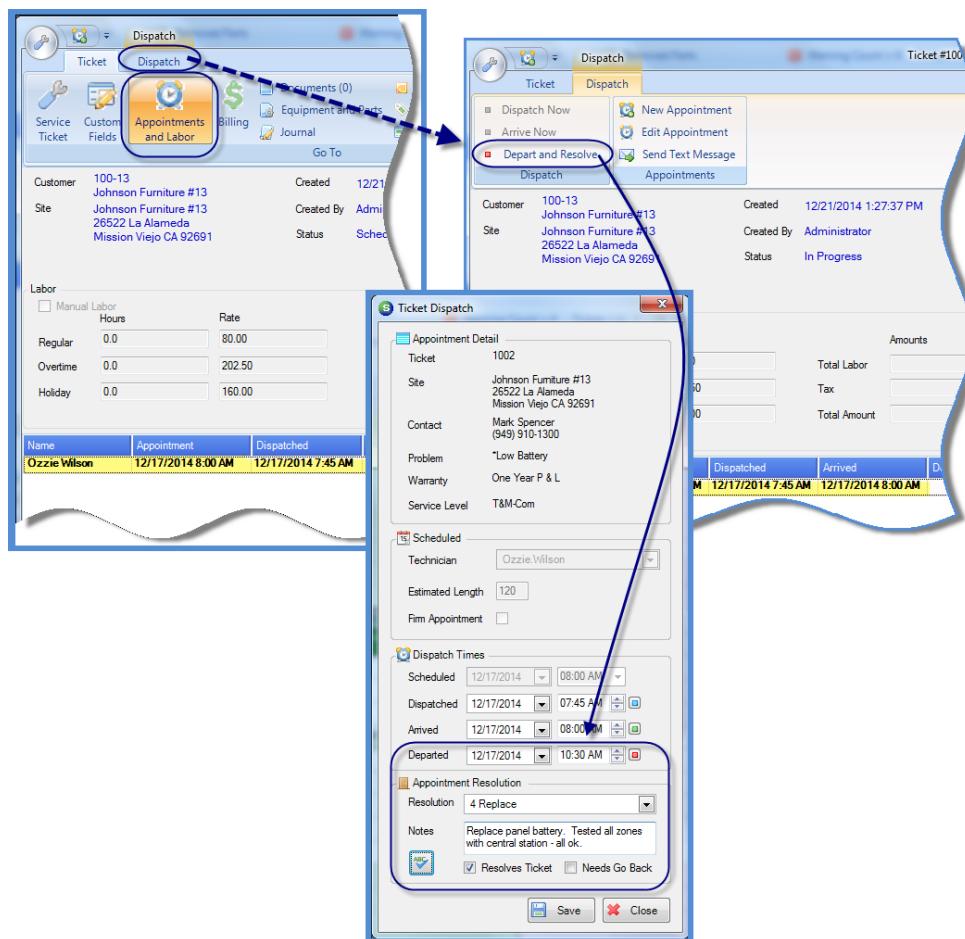 Dispatch
Ticket Dispatch
Service Ticket
Custom Fields
Appointments and Labor
Billing
Documents (0)
Equipment and Parts
Journal
Go To
Customer 100-13
Johnson Furniture #13
Created 12/21
Site Johnson Furniture #13
26522 La Alameda
Mission Viejo CA 92691
Created By Admi
Status Sched
Labor
Manual Labor
Hours Rate
Regular 0.0 80.00
Overtime 0.0 202.50
Holiday 0.0 160.00
Name Appointment Dispatched
Ozzie Wilson 12/17/2014 8:00 AM 12/17/2014 7:45 AM
Dispatch
Ticket #100
Ticket Dispatch
Dispatch Now
Arrive Now
Depart and Resolve
Dispatch
New Appointment
Edit Appointment
Send Text Message
Appointments
Customer 100-13
Johnson Furniture #13
Created 12/21/2014 1:27:37 PM
Site Johnson Furniture #13
26522 La Alameda
Mission Viejo CA 92691
Created By Administrator
Status In Progress
Amounts
Total Labor
Tax
Total Amount
Dispatched Arrived D
12/17/2014 7:45 AM 12/17/2014 8:00 AM
Ticket Dispatch
Appointment Detail
Ticket 1002
Site Johnson Furniture #13
26522 La Alameda
Mission Viejo CA 92691
Contact Mark Spencer
(949) 910-1300
Problem *Low Battery
Warranty One Year P & L
Service Level T&M-Com
Scheduled
Technician Ozzie.Wilson
Estimated Length 120
Firm Appointment
Dispatch Times
Scheduled 12/17/2014 08:00 AM
Dispatched 12/17/2014 07:45 AM
Arrived 12/17/2014 08:00 AM
Departed 12/17/2014 10:30 AM
Appointment Resolution
Resolution 4 Replace
Notes Replace panel battery. Tested all zones
with central station - all ok.
ABC
Resolves Ticket Needs Go Back
Save Close